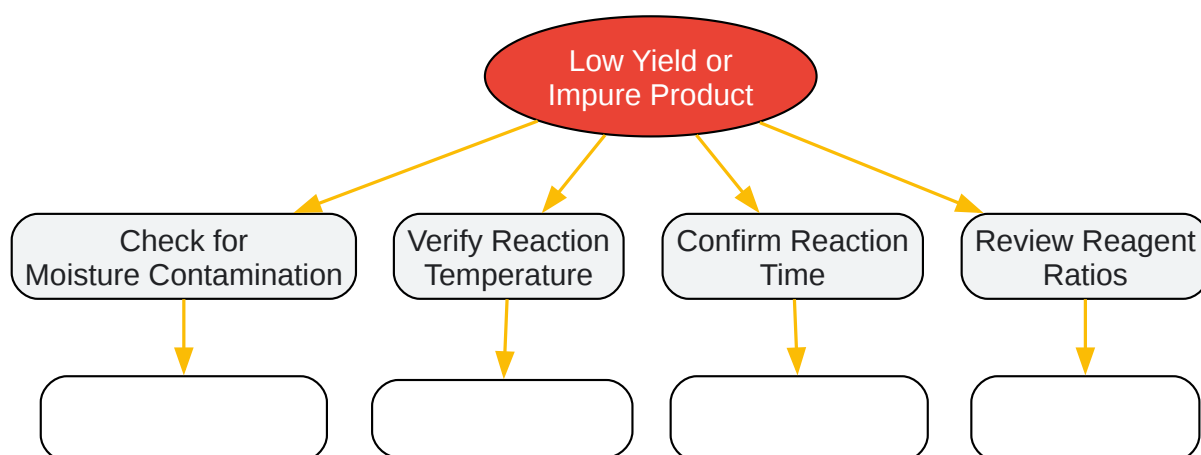 Low Yield or
Impure Product
Check for
Moisture Contamination
Verify Reaction
Temperature
Confirm Reaction
Time
Review Reagent
Ratios